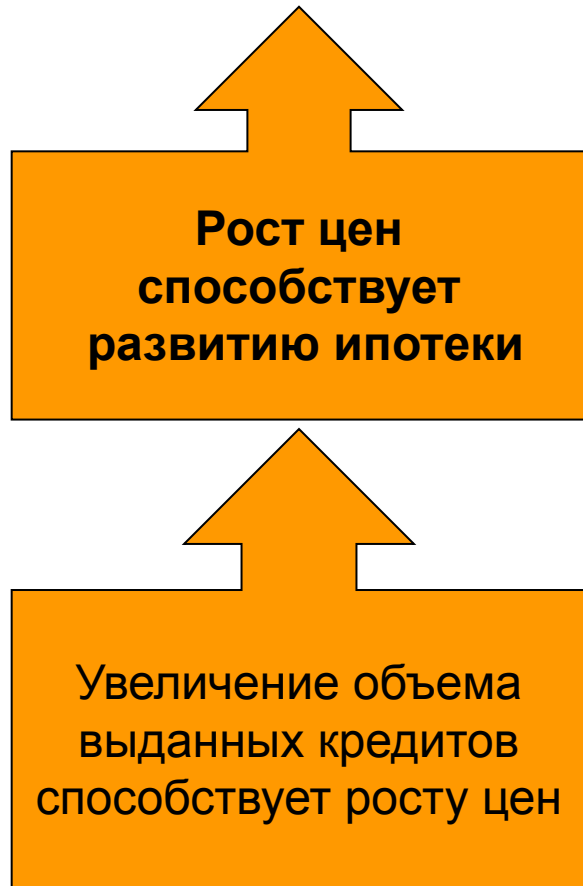 Рост цен
способствует
развитию ипотеки
Увеличение объема
выданных кредитов
способствует росту цен